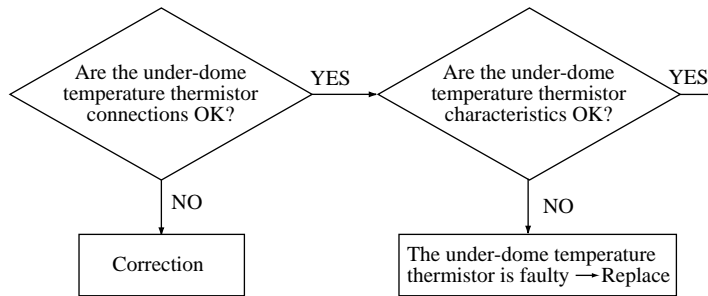 Are the under-dome
temperature thermistor
connections OK?
YES
Are the under-dome
temperature thermistor
characteristics OK?
YES
NO
NO
Correction
The under-dome temperature
thermistor is faulty → Replace